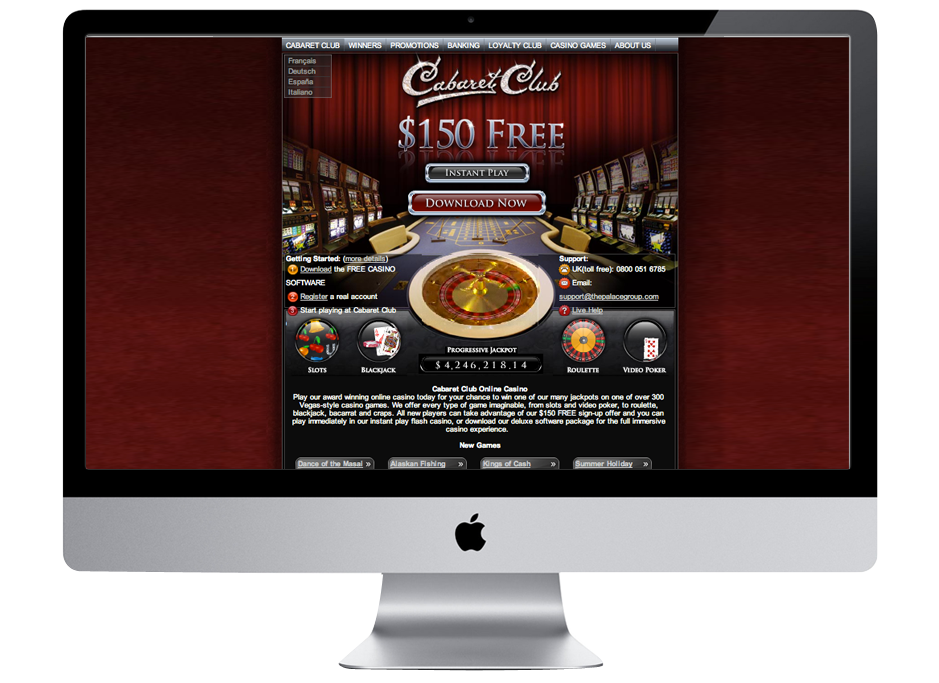 CABARET CLUB WINNERS PROMOTIONS BANKING LOYALTY CLUB CASINO GAMES ABOUT US
Français
Deutsch
España
Italiano
Cabaret Club
$150 FREE
INSTANT PLAY
DOWNLOAD NOW
Getting Started: (more details)
1 Download the FREE CASINO
SOFTWARE
2 Register a real account
3 Start playing at Cabaret Club
Support:
UK(toll free): 0800 051 6785
Email:
support@thepalacegroup.com
? Live Help
SLOTS
BLACKJACK
PROGRESSIVE JACKPOT
$4,246,218,14
ROULETTE
VIDEO POKER
Cabaret Club Online Casino
Play our award winning online casino today for your chance to win one of our many jackpots on one of over 300
Vegas-style casino games. We offer every type of game imaginable, from slots and video poker, to roulette,
blackjack, bacarrat and craps. All new players can take advantage of our $150 FREE sign-up offer and you can
play immediately in our instant play flash casino, or download our deluxe software package for the full immersive
casino experience.
New Games
Dance of the Masai »
Alaskan Fishing »
Kings of Cash »
Summer Holiday »